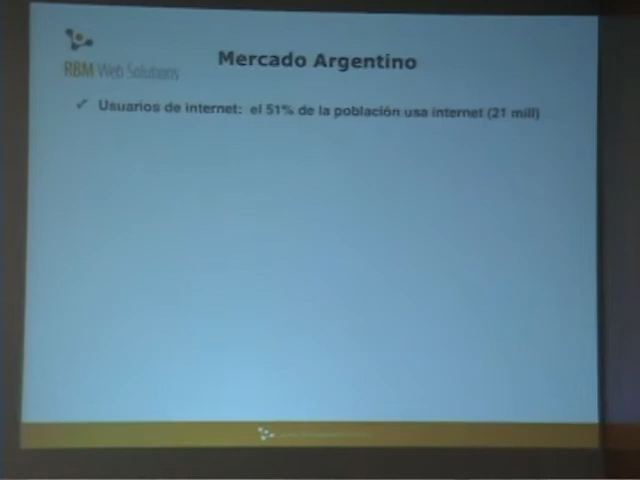 RBM Web Solutions
Mercado Argentino
✓ Usuarios de internet: el 51% de la población usa internet (21 mill)